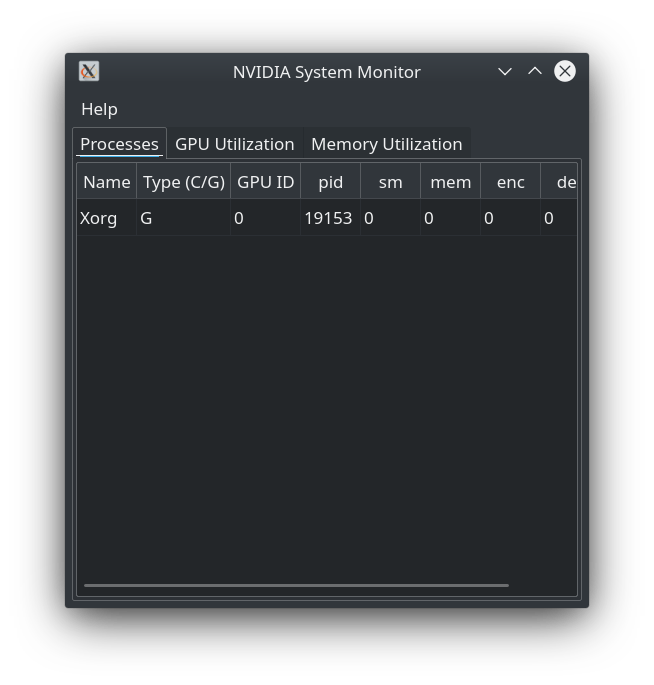 NVIDIA System Monitor
Help
Processes GPU Utilization Memory Utilization
Name Type (C/G) GPU ID pid sm mem enc de
Xorg G 0 19153 0 0 0 0